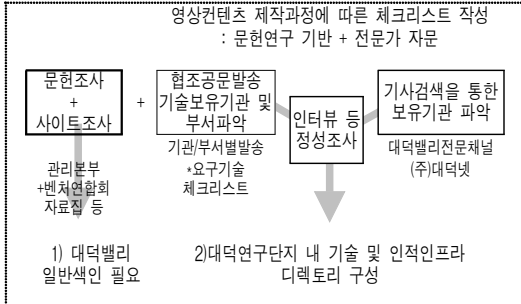 영상컨텐츠 제작과정에 따른 체크리스트 작성
: 문헌연구 기반 + 전문가 자문
문헌조사
+
사이트조사
+
협조공문발송
기술보유기관 및
부서파악
인터뷰 등
정성조사
기사검색을 통한
보유기관 파악
관리본부
+벤처연합회
자료집 등
기관/부서별발송
*요구기술
체크리스트
대덕밸리전문채널
(주)대덕넷
1) 대덕밸리
일반색인 필요
2)대덕연구단지 내 기술 및 인적인프라
디렉토리 구성